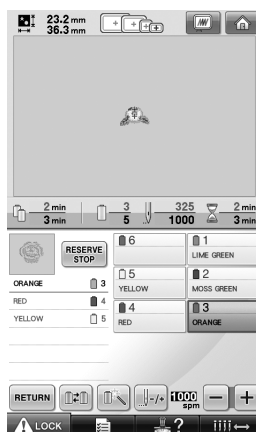 23.2 mm
36.3 mm
2 min
3 min
3
5
325
1000
2 min
3 min
RESERVE
STOP
ORANGE 3
RED 4
YELLOW 5
6
1
LIME GREEN
5
YELLOW
2
MOSS GREEN
4
RED
3
ORANGE
RETURN
-/+
1000
spm
LOCK
?